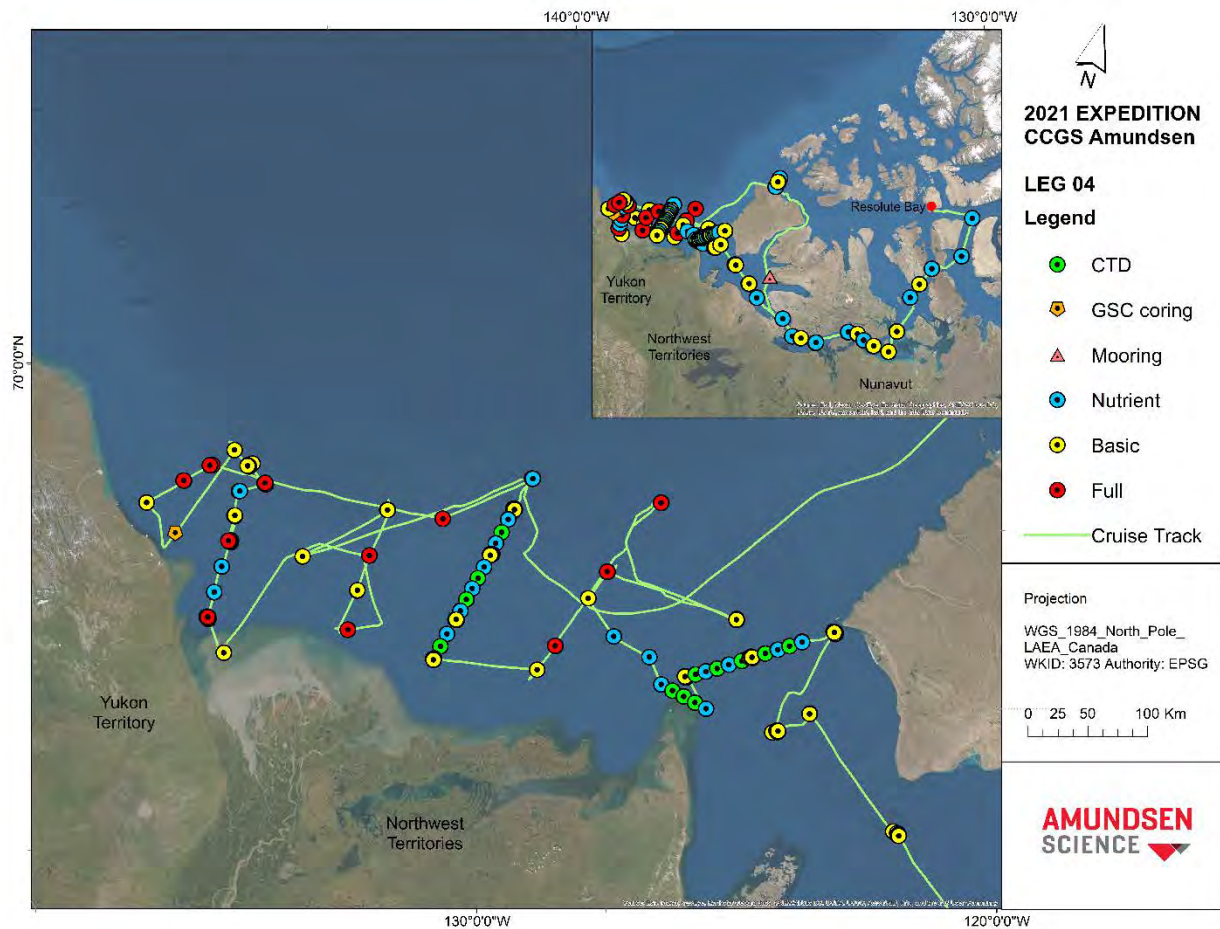 140°0'0"W
130°0'0"W
70°0'0"N
Resolute Bay
Yukon
Territory
Northwest
Territories
Nunavut
Yukon
Territory
Northwest
Territories
130°0'0"W
120°0'0"W
N
2021 EXPEDITION
CCGS Amundsen
LEG 04
Legend
CTD
GSC coring
Mooring
Nutrient
Basic
Full
Cruise Track
Projection
WGS_1984_North_Pole_
LAEA_Canada
WKID: 3573 Authority: EPSG
0 25 50 100 Km
AMUNDSEN
SCIENCE